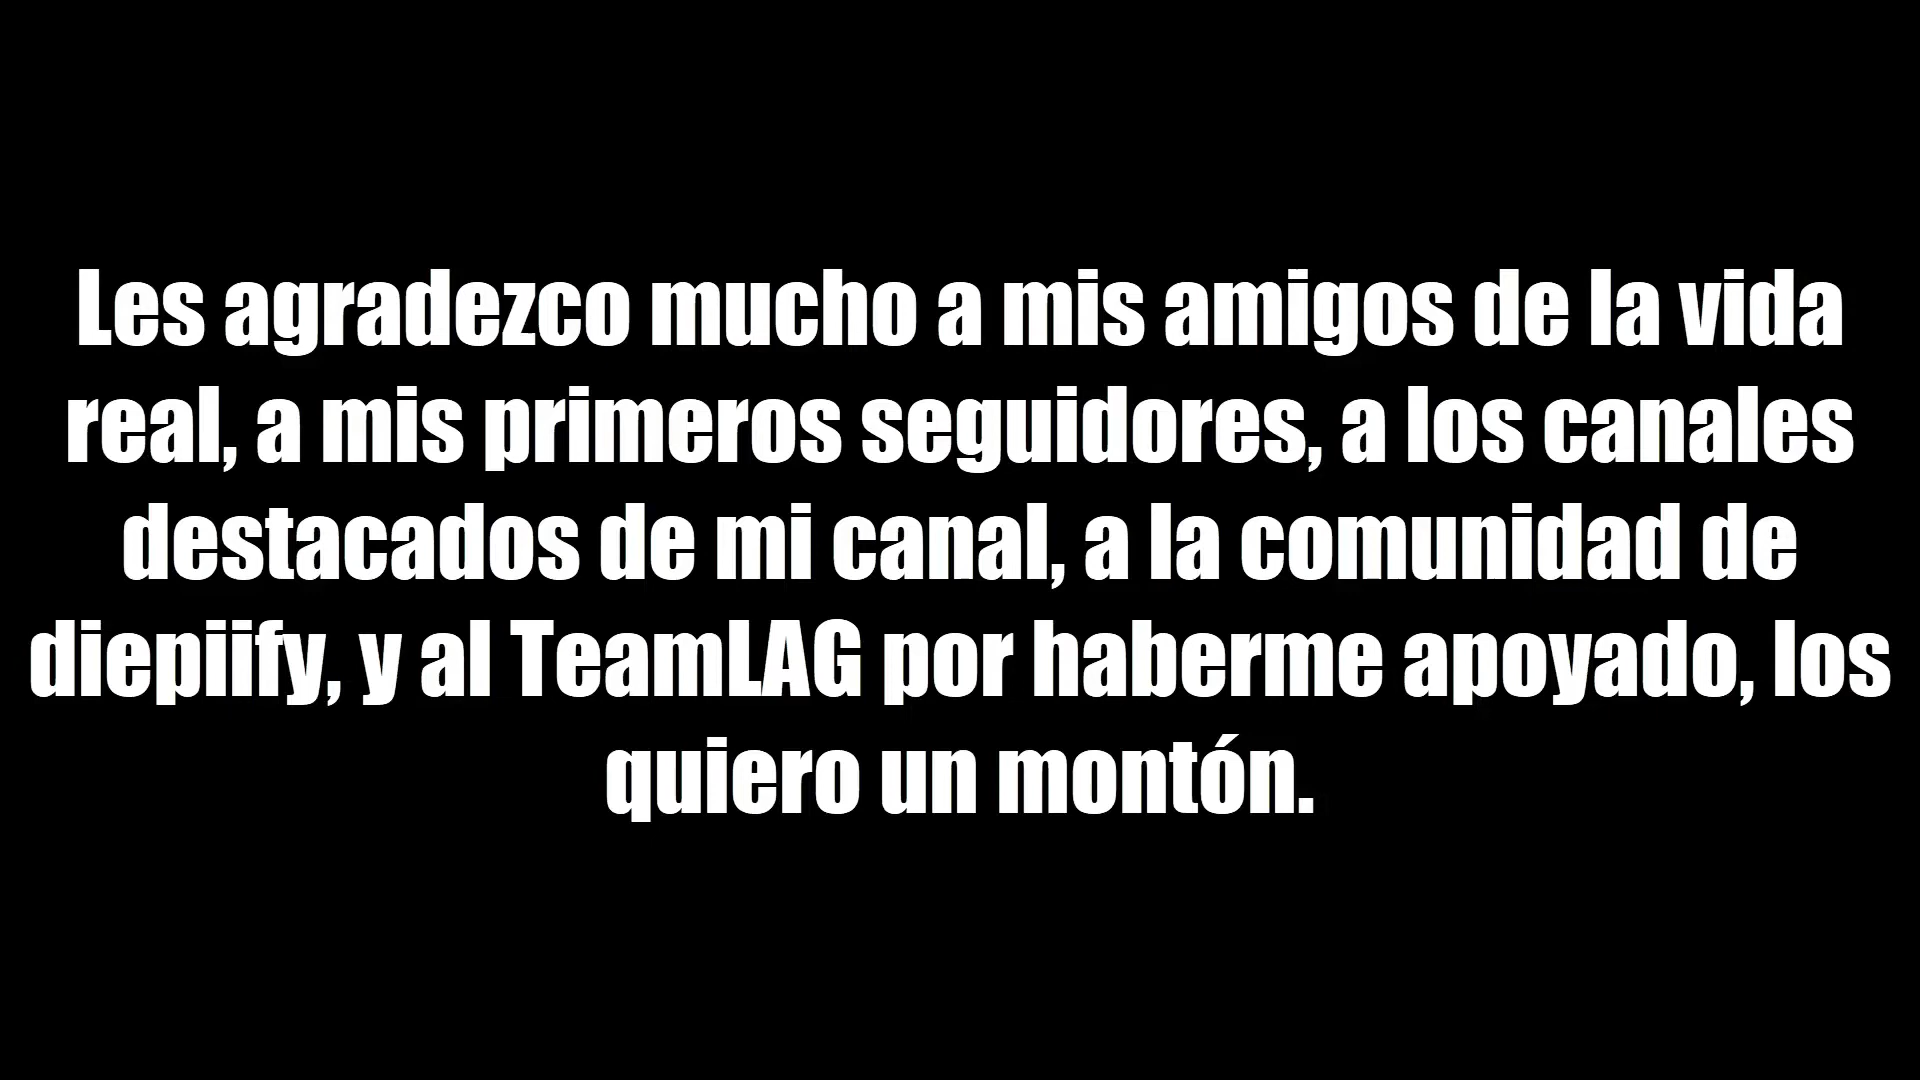 Les agradezco mucho a mis amigos de la vida
real, a mis primeros seguidores, a los canales
destacados de mi canal, a la comunidad de
diepiify, y al TeamLAG por haberme apoyado, los
quiero un montón.